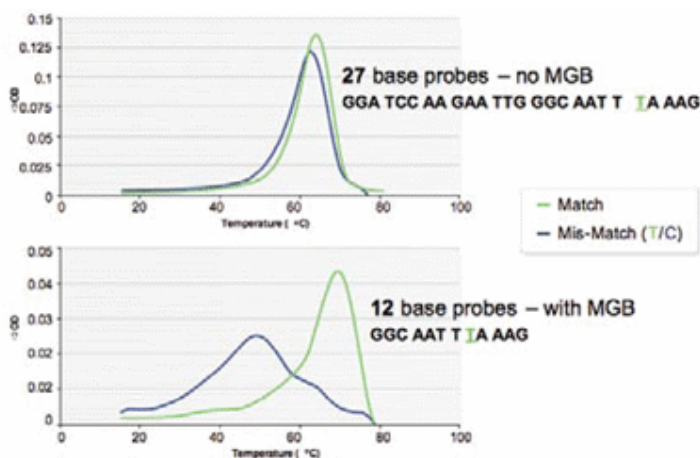 0.15
0.125
0.1
0.075
0.05
0.025
0
0 20 40 60 80 100
Temperature ( °C)
27 base probes – no MGB
GGA TCC AA GAA TTG GGC AAT T TA AAG
Match
Mis-Match (T/C)
0.05
0.04
0.03
0.02
0.02
0
0 20 40 60 80 100
Temperature ( °C)
12 base probes – with MGB
GGC AAT T TA AAG